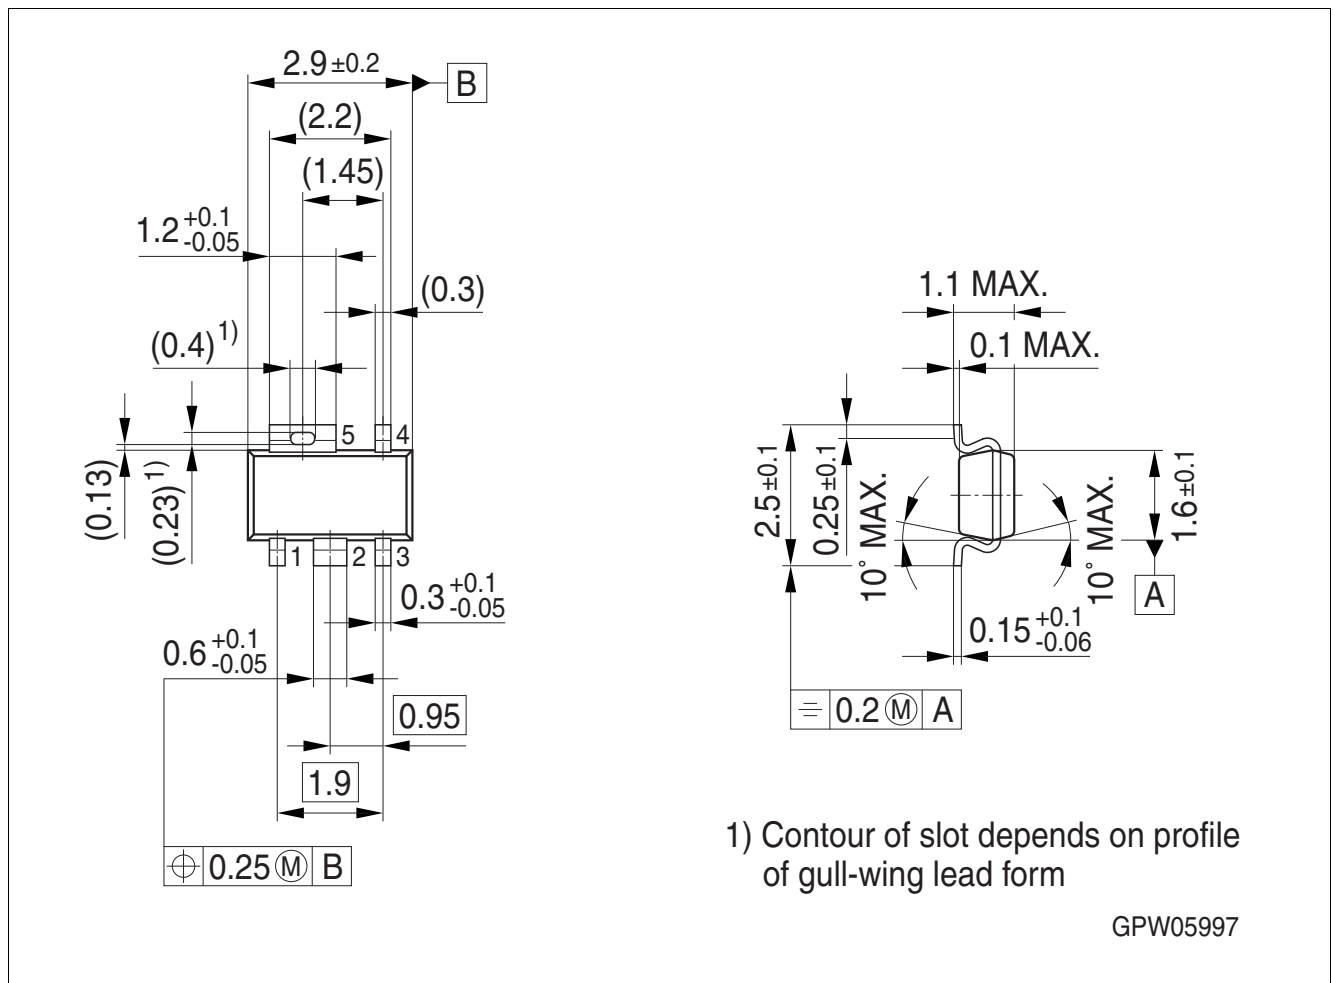 2.9 ±0.2
B
(2.2)
(1.45)
1.2 +0.1 -0.05
(0.3)
(0.4) 1)
5
4
(0.13)
(0.23) 1)
1
2
3
0.3 +0.1 -0.05
0.6 +0.1 -0.05
0.95
1.9
⌖ 0.25 Ⓜ B
1.1 MAX.
0.1 MAX.
2.5 ±0.1
0.25 ±0.1
10° MAX.
10° MAX.
1.6 ±0.1
A
0.15 +0.1 -0.06
⌯ 0.2 Ⓜ A
1) Contour of slot depends on profile
of gull-wing lead form
GPW05997